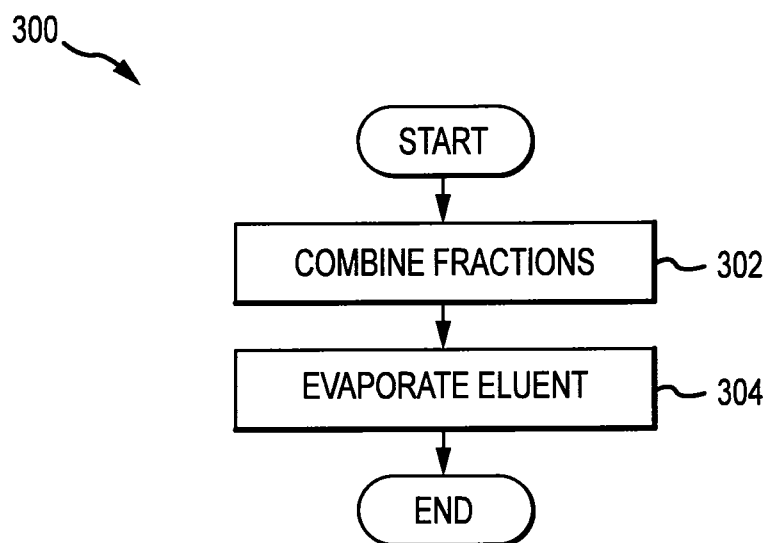 300
START
COMBINE FRACTIONS
302
EVAPORATE ELUENT
304
END